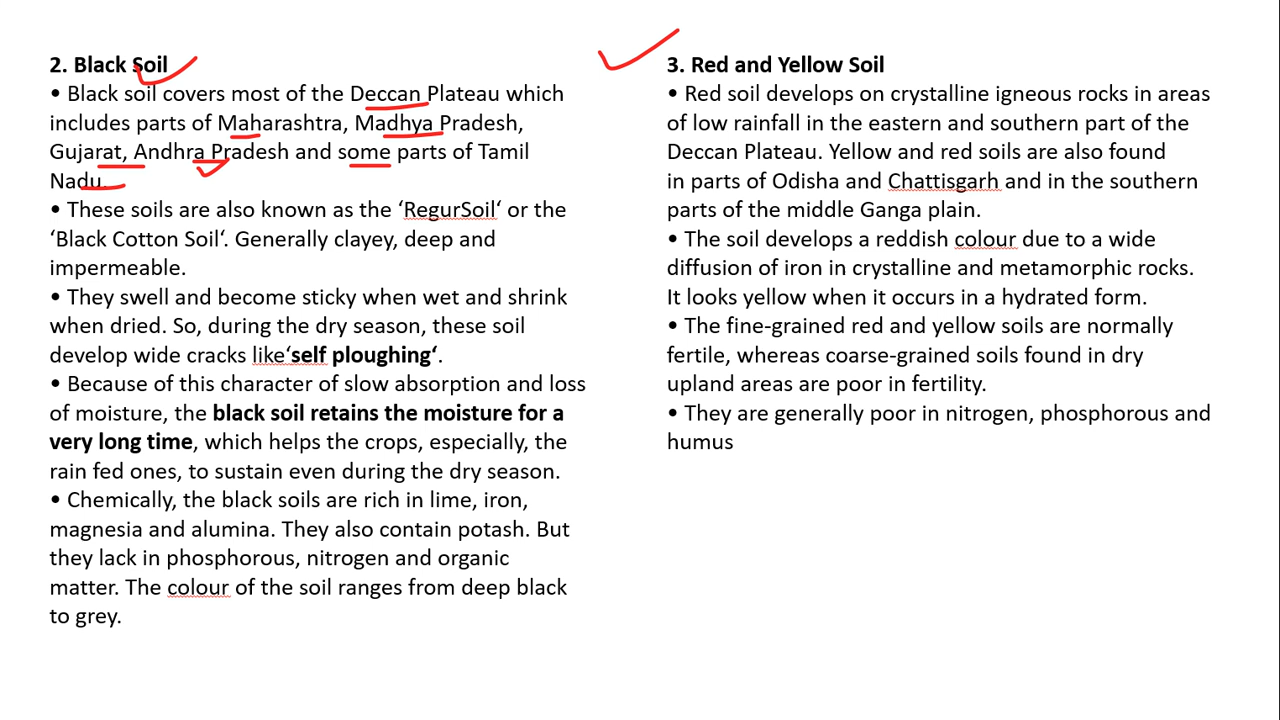 2. Black Soil
• Black soil covers most of the Deccan Plateau which
includes parts of Maharashtra, Madhya Pradesh,
Gujarat, Andhra Pradesh and some parts of Tamil
Nadu.
• These soils are also known as the ‘RegurSoil‘ or the
‘Black Cotton Soil‘. Generally clayey, deep and
impermeable.
• They swell and become sticky when wet and shrink
when dried. So, during the dry season, these soil
develop wide cracks like‘self ploughing‘.
• Because of this character of slow absorption and loss
of moisture, the black soil retains the moisture for a
very long time, which helps the crops, especially, the
rain fed ones, to sustain even during the dry season.
• Chemically, the black soils are rich in lime, iron,
magnesia and alumina. They also contain potash. But
they lack in phosphorous, nitrogen and organic
matter. The colour of the soil ranges from deep black
to grey.
3. Red and Yellow Soil
• Red soil develops on crystalline igneous rocks in areas
of low rainfall in the eastern and southern part of the
Deccan Plateau. Yellow and red soils are also found
in parts of Odisha and Chattisgarh and in the southern
parts of the middle Ganga plain.
• The soil develops a reddish colour due to a wide
diffusion of iron in crystalline and metamorphic rocks.
It looks yellow when it occurs in a hydrated form.
• The fine-grained red and yellow soils are normally
fertile, whereas coarse-grained soils found in dry
upland areas are poor in fertility.
• They are generally poor in nitrogen, phosphorous and
humus